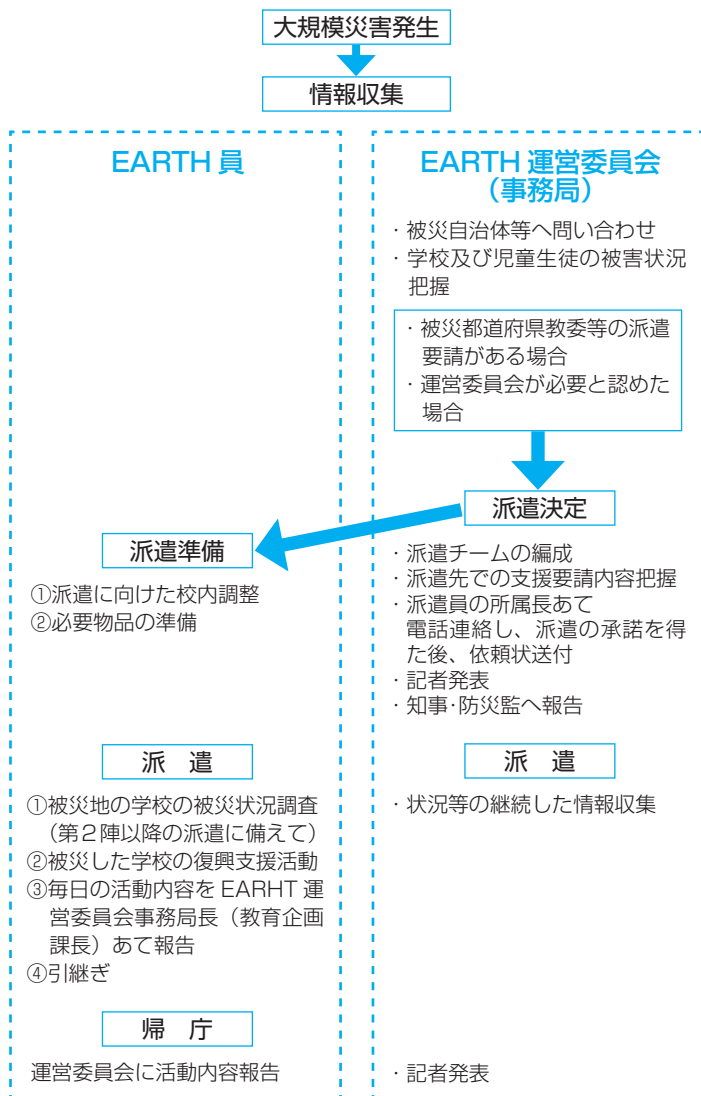 大規模災害発生
情報収集
EARTH 員
EARTH 運営委員会
（事務局）
・被災自治体等へ問い合わせ
・学校及び児童生徒の被害状況
把握
・被災都道府県教委等の派遣
要請がある場合
・運営委員会が必要と認めた
場合
派遣決定
・派遣チームの編成
・派遣先での支援要請内容把握
・派遣員の所属長あて
電話連絡し、派遣の承諾を得
た後、依頼状送付
・記者発表
・知事・防災監へ報告
派遣準備
①派遣に向けた校内調整
②必要物品の準備
派　遣
①被災地の学校の被災状況調査
（第２陣以降の派遣に備えて）
②被災した学校の復興支援活動
③毎日の活動内容を EARHT 運
営委員会事務局長（教育企画
課長）あて報告
④引継ぎ
派　遣
・状況等の継続した情報収集
帰　庁
運営委員会に活動内容報告
・記者発表